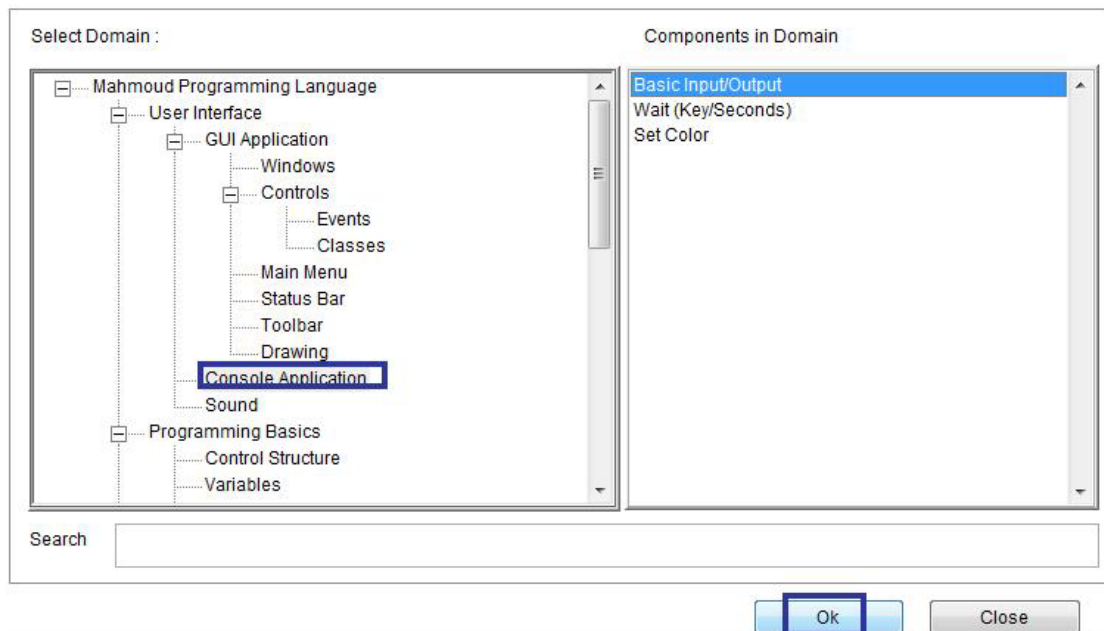 Select Domain :
Components in Domain
Mahmoud Programming Language
User Interface
GUI Application
Windows
Controls
Events
Classes
Main Menu
Status Bar
Toolbar
Drawing
Console Application
Sound
Programming Basics
Control Structure
Variables
Basic Input/Output
Wait (Key/Seconds)
Set Color
Search
Ok
Close